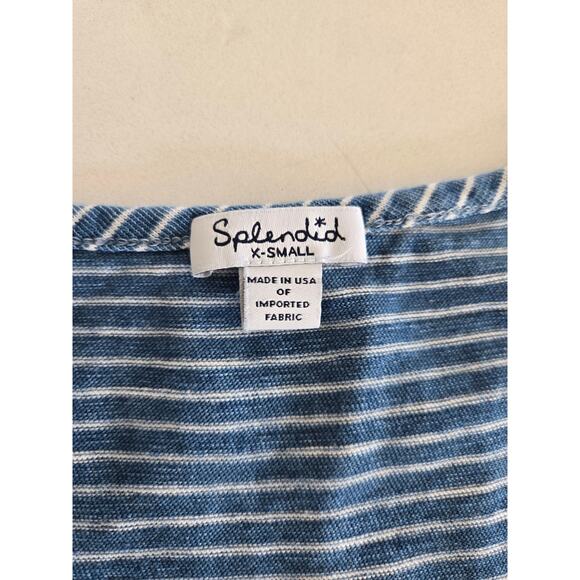 Splendid
X-SMALL
MADE IN USA
OF
IMPORTED
FABRIC